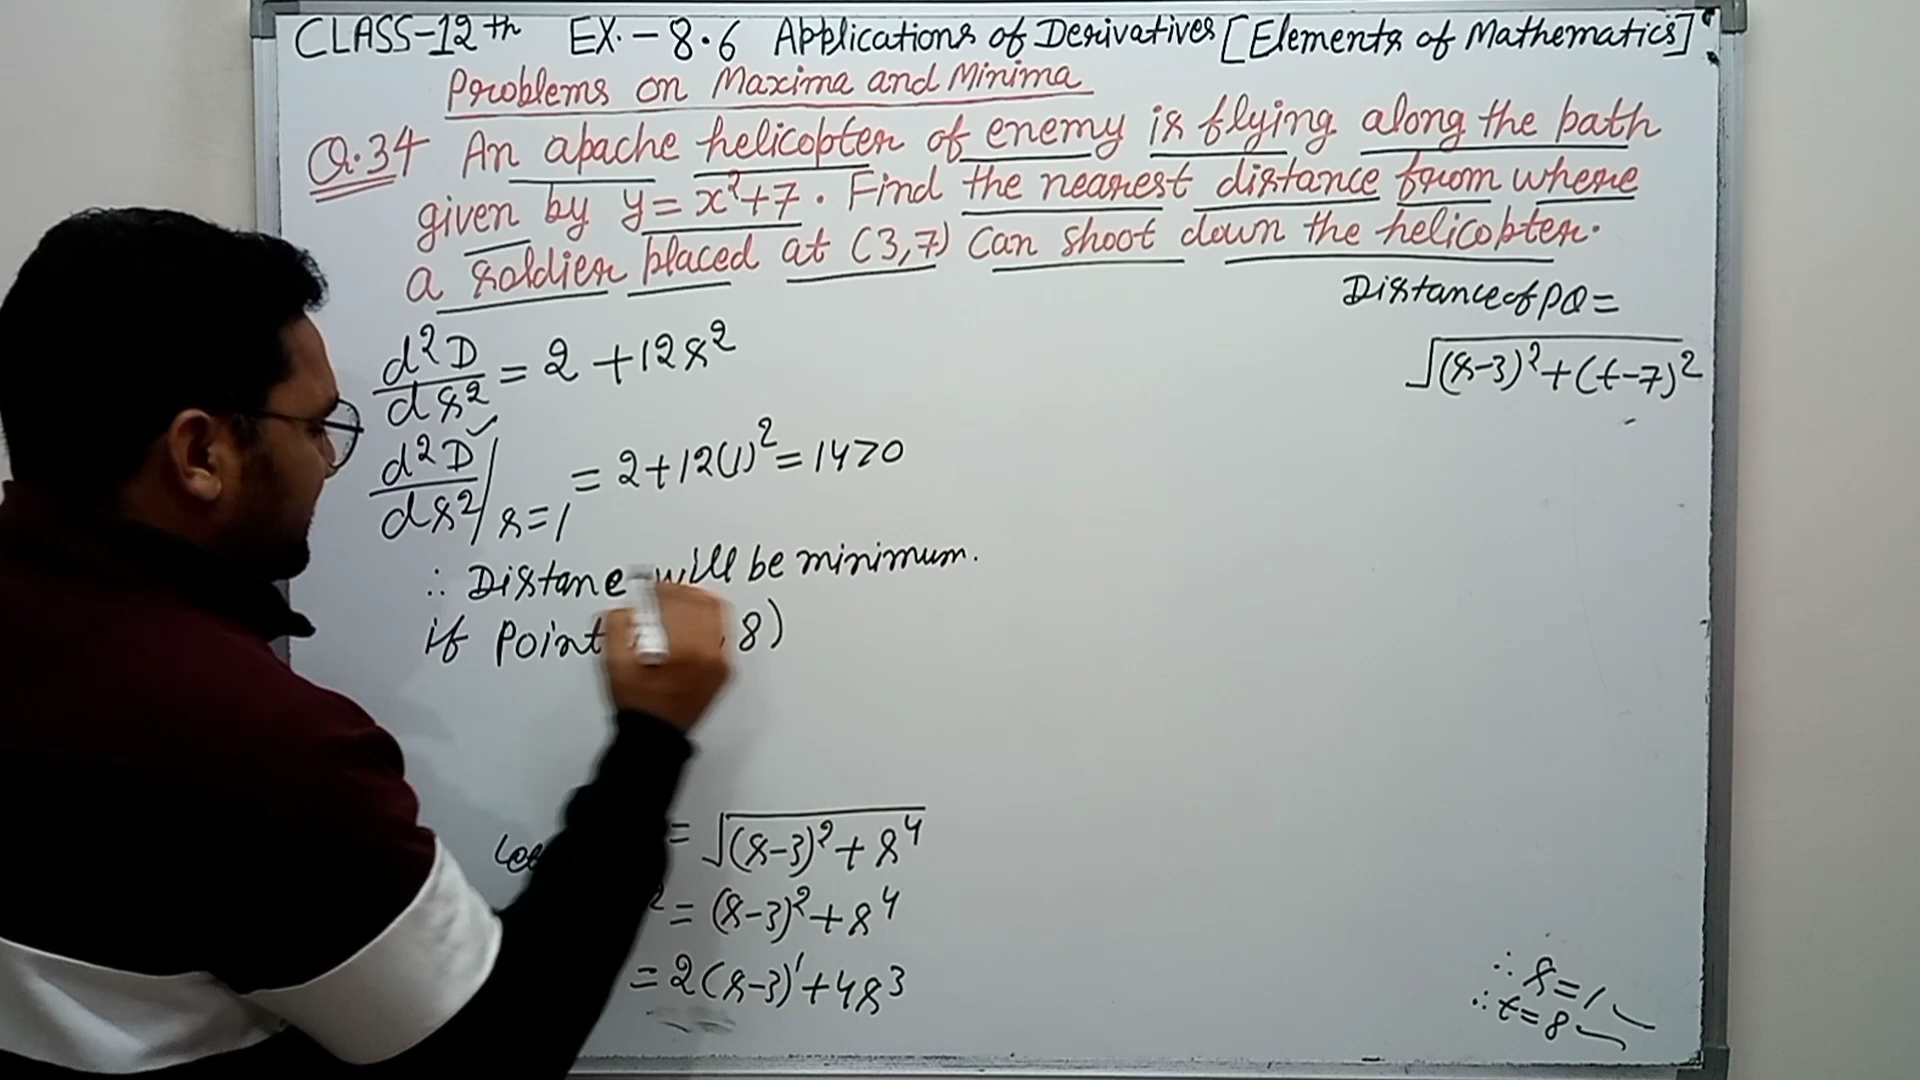 CLASS-12th EX.-8.6 Applications of Derivatives [Elements of Mathematics]
Problems on Maxima and Minima
Q.34 An apache helicopter of enemy is flying along the path
given by y = x²+7. Find the nearest distance from where
a soldier placed at (3,7) can shoot down the helicopter.
Distance of PQ =
√(s-3)²+(t-7)²
d²D/ds² = 2 + 12s²
d²D/ds²/s=1 = 2+12(1)² = 14>0
∴ Distane will be minimum.
if Point , 8)
= √(s-3)²+s⁴
² = (s-3)²+s⁴
= 2(s-3)'+4s³
∴ s=1
∴ t=8